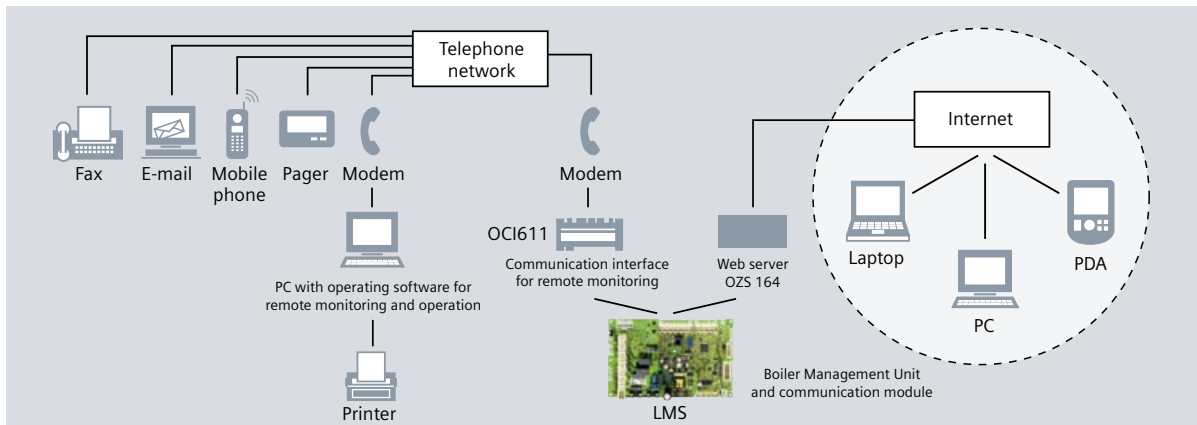 Telephone
network
Internet
Fax
E-mail
Mobile
phone
Pager
Modem
Modem
OCI611
Communication interface
for remote monitoring
Web server
OZS 164
Laptop
PDA
PC
PC with operating software for
remote monitoring and operation
Printer
LMS
Boiler Management Unit
and communication module